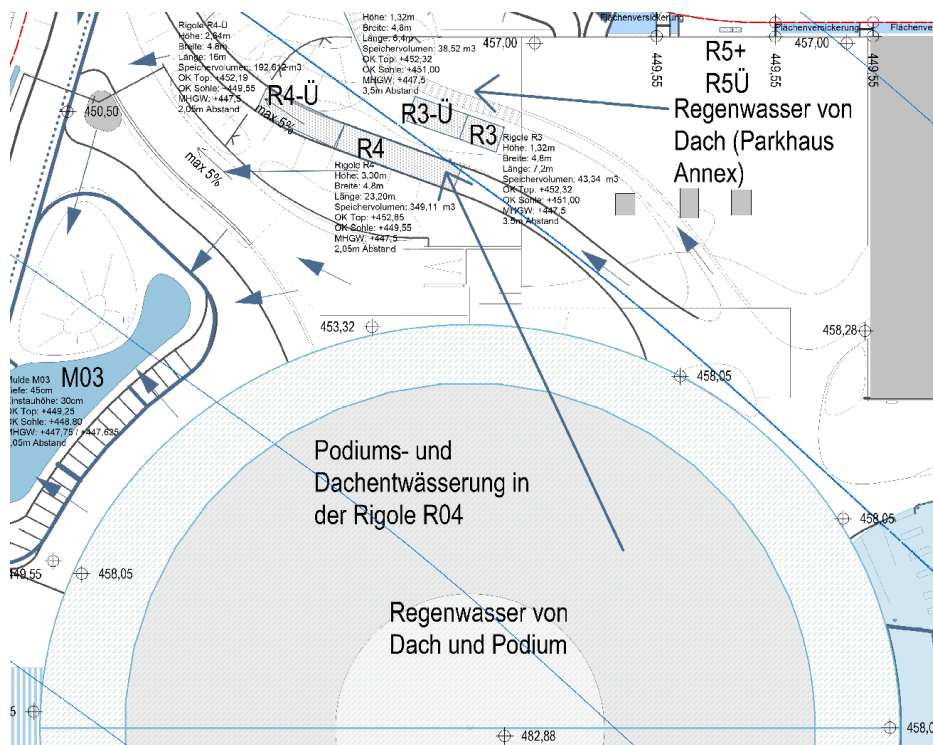 Rigole R4-Ü
Höhe: 2,64m
Breite: 4,8m
Länge: 16m
Speichervolumen: 192,612 m3
OK Top: +452,19
OK Sohle: +449,55
MHGW: +447,5
2,05m Abstand
Höhe: 1,32m
Breite: 4,8m
Länge: 6,4m
Speichervolumen: 38,52 m3
OK Top: +452,32
OK Sohle: +451,00
MHGW: +447,5
3,5m Abstand
457,00
Flächenversickerung
Flächenversickerung
Flächenver
457,00
449,55
449,55
449,55
R5+
R5Ü
Regenwasser von
Dach (Parkhaus
Annex)
450,50
max 5%
max 5%
R4-Ü
R4
R3-Ü
R3
Rigole R3
Höhe: 1,32m
Breite: 4,8m
Länge: 7,2m
Speichervolumen: 43,34 m3
OK Top: +452,32
OK Sohle: +451,00
MHGW: +447,5
3,5m Abstand
Rigole R4
Höhe: 3,30m
Breite: 4,8m
Länge: 23,20m
Speichervolumen: 349,11 m3
OK Top: +452,85
OK Sohle: +449,55
MHGW: +447,5
2,05m Abstand
453,32
458,28
458,05
M03
Mulde M03
Tiefe: 45cm
Einstauhöhe: 30cm
OK Top: +449,25
OK Sohle: +448,80
MHGW: +447,75 / +447,625
Podiums- und
Dachentwässerung in
der Rigole R04
458,05
449,55
458,05
Regenwasser von
Dach und Podium
482,88